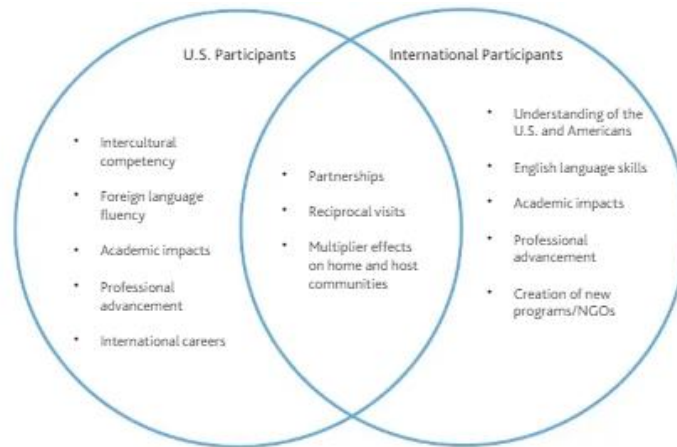 U.S. Participants
International Participants
• Intercultural
competency
• Foreign language
fluency
• Academic impacts
• Professional
advancement
• International careers
• Partnerships
• Reciprocal visits
• Multiplier effects
on home and host
communities
• Understanding of the
U.S. and Americans
• English language skills
• Academic impacts
• Professional
advancement
• Creation of new
programs/NGOs